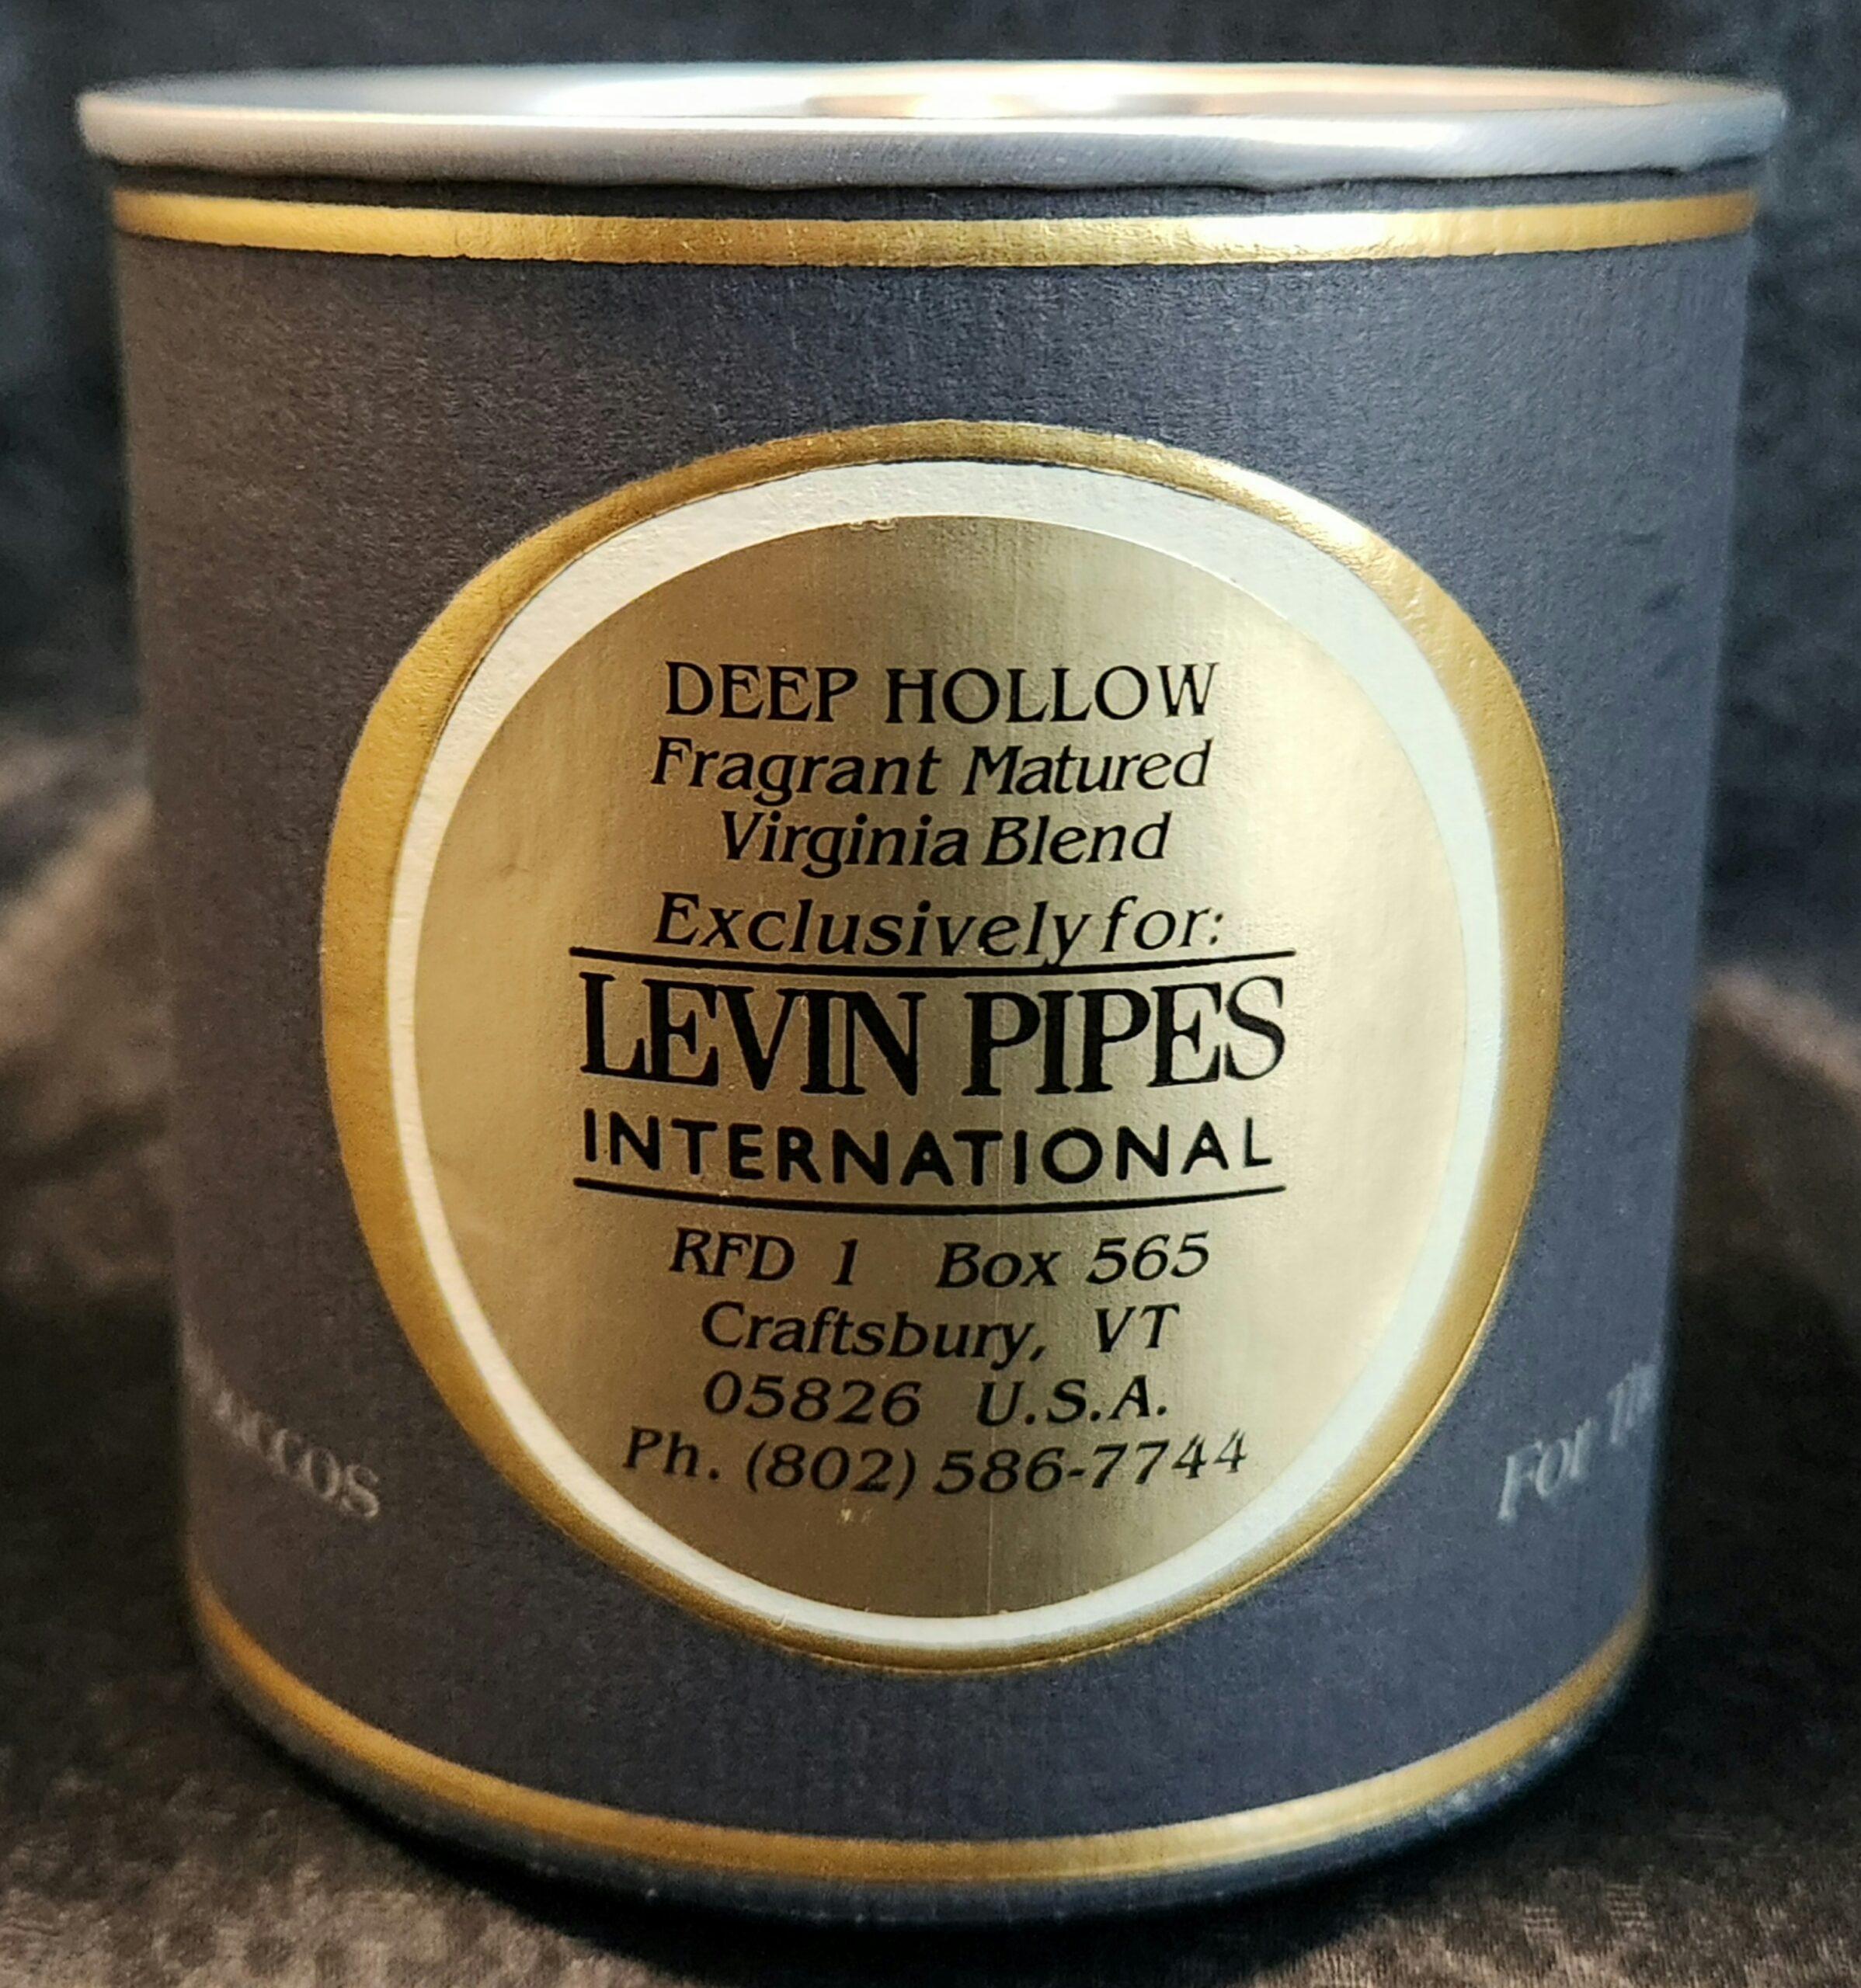 DEEP HOLLOW
Fragrant Matured
Virginia Blend
Exclusively for:
LEVIN PIPES
INTERNATIONAL
RFD 1 Box 565
Craftsbury, VT
05826 U.S.A.
Ph. (802) 586-7744
For